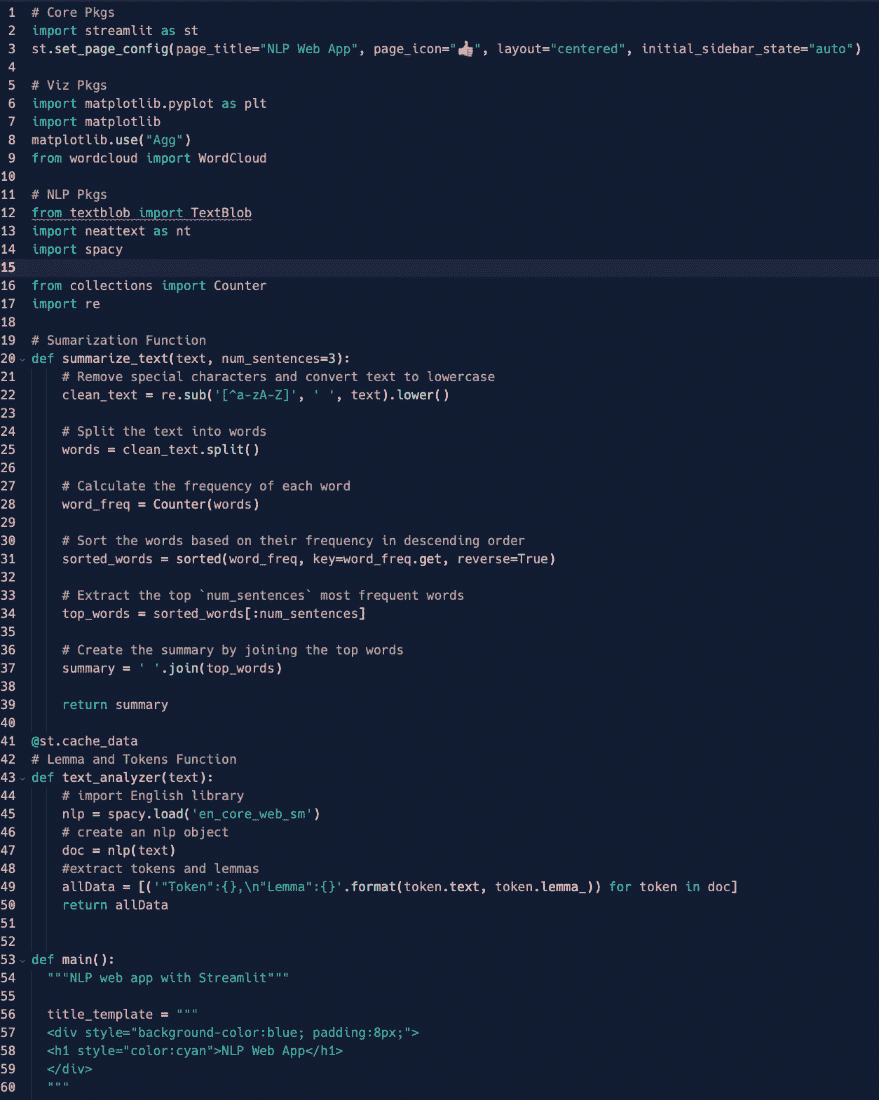 1 # Core Pkgs
2 import streamlit as st
3 st.set_page_config(page_title="NLP Web App", page_icon="👍", layout="centered", initial_sidebar_state="auto")
4
5 # Viz Pkgs
6 import matplotlib.pyplot as plt
7 import matplotlib
8 matplotlib.use("Agg")
9 from wordcloud import WordCloud
10
11 # NLP Pkgs
12 from textblob import TextBlob
13 import neattext as nt
14 import spacy
15
16 from collections import Counter
17 import re
18
19 # Sumarization Function
20 def summarize_text(text, num_sentences=3):
21     # Remove special characters and convert text to lowercase
22     clean_text = re.sub('[^a-zA-Z]', ' ', text).lower()
23
24     # Split the text into words
25     words = clean_text.split()
26
27     # Calculate the frequency of each word
28     word_freq = Counter(words)
29
30     # Sort the words based on their frequency in descending order
31     sorted_words = sorted(word_freq, key=word_freq.get, reverse=True)
32
33     # Extract the top `num_sentences` most frequent words
34     top_words = sorted_words[:num_sentences]
35
36     # Create the summary by joining the top words
37     summary = ' '.join(top_words)
38
39     return summary
40
41 @st.cache_data
42 # Lemma and Tokens Function
43 def text_analyzer(text):
44     # import English library
45     nlp = spacy.load('en_core_web_sm')
46     # create an nlp object
47     doc = nlp(text)
48     #extract tokens and lemmas
49     allData = [('"Token":{},\n"Lemma":{}'.format(token.text, token.lemma_)) for token in doc]
50     return allData
51
52
53 def main():
54   """NLP web app with Streamlit"""
55
56   title_template = """
57   <div style="background-color:blue; padding:8px;">
58   <h1 style="color:cyan">NLP Web App</h1>
59   </div>
60   """